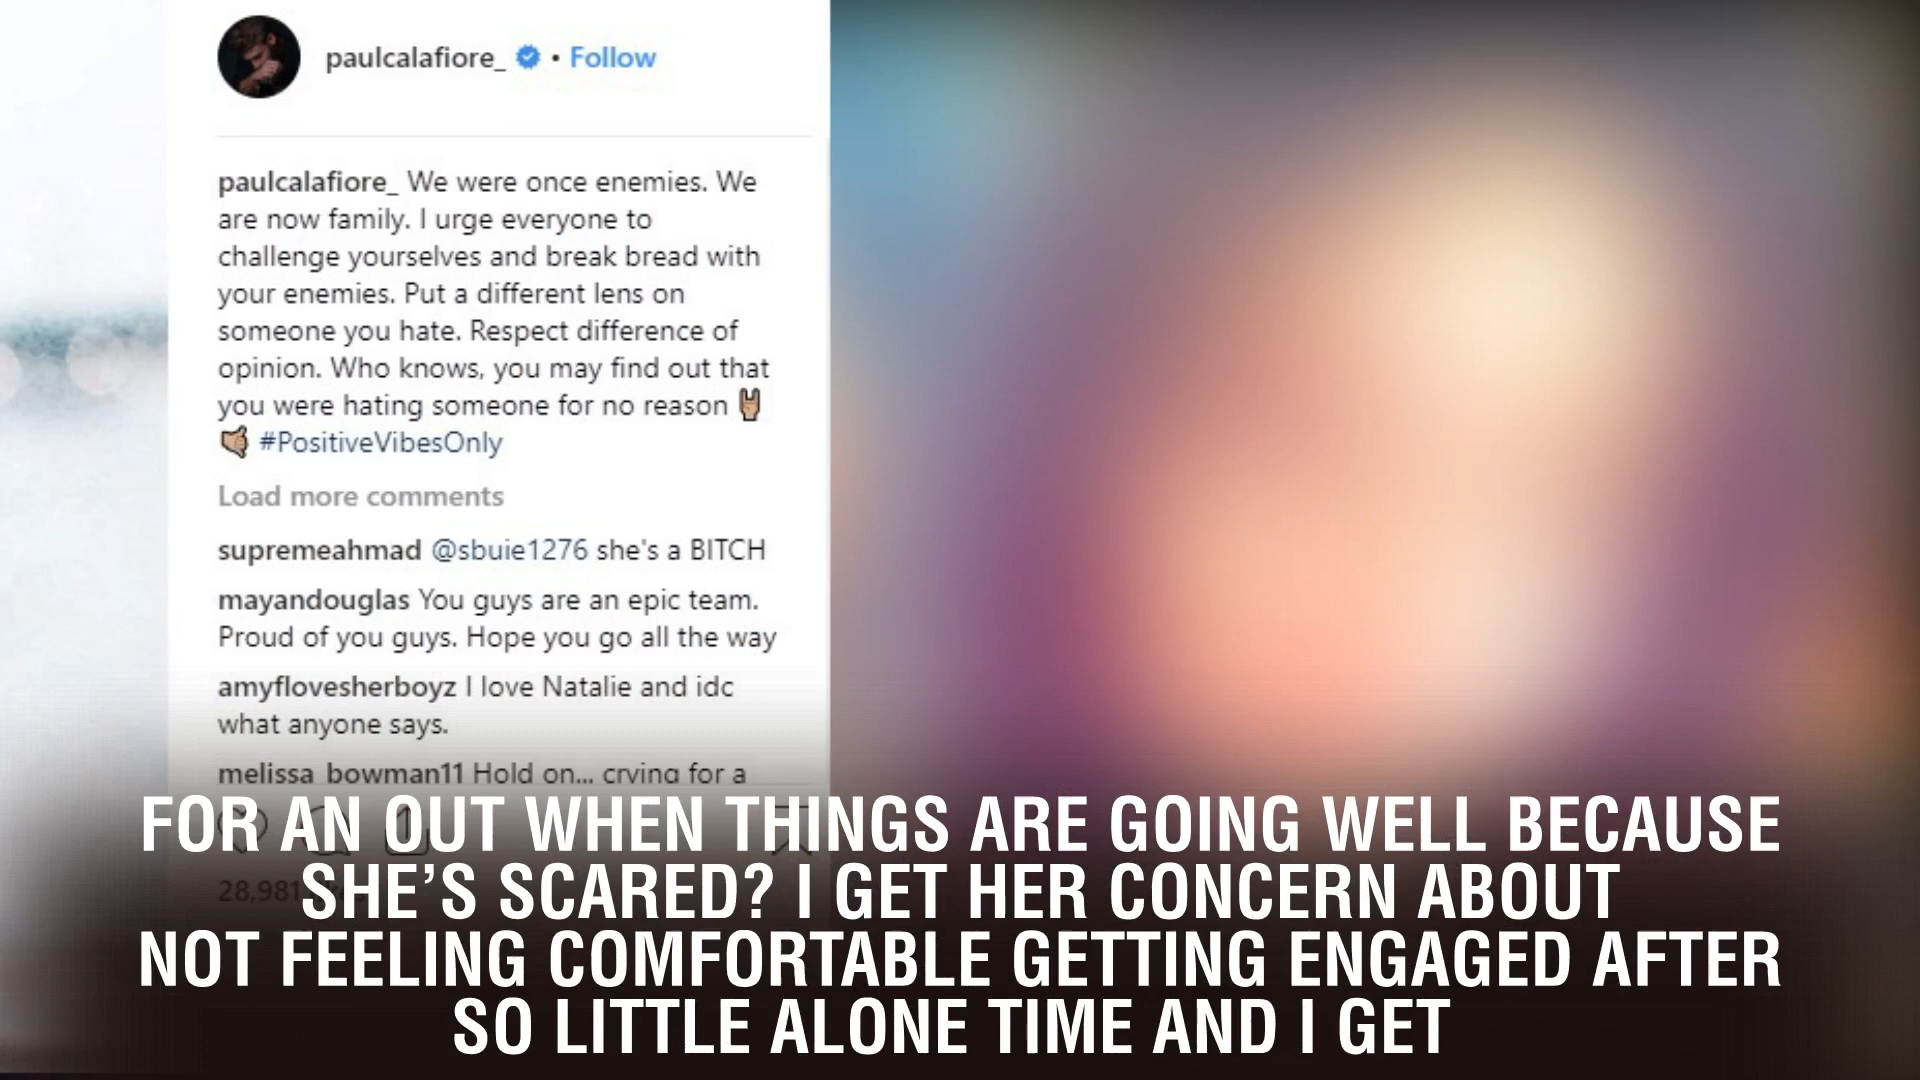 paulcalafiore_ • Follow
paulcalafiore_ We were once enemies. We
are now family. I urge everyone to
challenge yourselves and break bread with
your enemies. Put a different lens on
someone you hate. Respect difference of
opinion. Who knows, you may find out that
you were hating someone for no reason 🤘🏽
🤙🏽 #PositiveVibesOnly
Load more comments
supremeahmad @sbuie1276 she's a BITCH
mayandouglas You guys are an epic team.
Proud of you guys. Hope you go all the way
amyflovesherboyz I love Natalie and idc
what anyone says.
melissa_bowman11 Hold on... crying for a
28,981
FOR AN OUT WHEN THINGS ARE GOING WELL BECAUSE
SHE’S SCARED? I GET HER CONCERN ABOUT
NOT FEELING COMFORTABLE GETTING ENGAGED AFTER
SO LITTLE ALONE TIME AND I GET